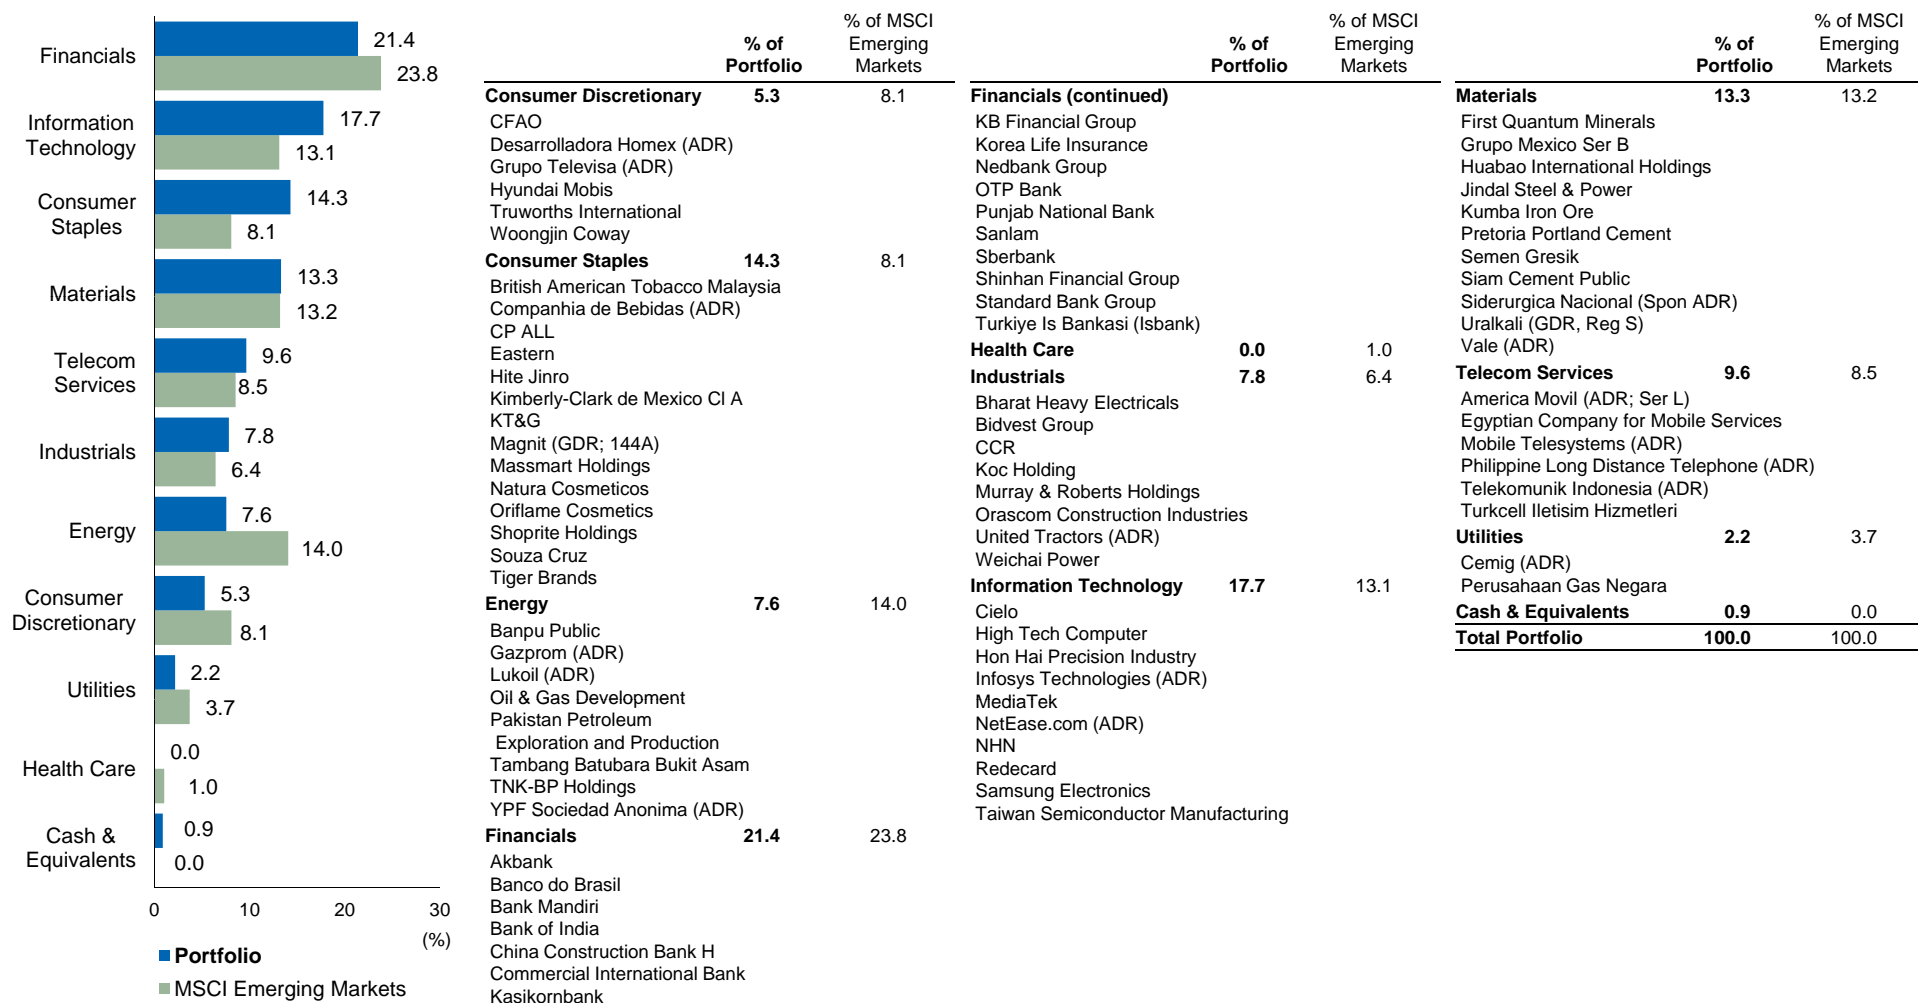 Financials
21.4
23.8
Information
Technology
17.7
13.1
Consumer
Staples
14.3
8.1
Materials
13.3
13.2
Telecom
Services
9.6
8.5
Industrials
7.8
6.4
Energy
7.6
14.0
Consumer
Discretionary
5.3
8.1
Utilities
2.2
3.7
Health Care
0.0
1.0
Cash &
Equivalents
0.9
0.0
0 10 20 30
(%)
Portfolio
MSCI Emerging Markets
% of
Portfolio
% of MSCI
Emerging
Markets
Consumer Discretionary 5.3 8.1
CFAO
Desarrolladora Homex (ADR)
Grupo Televisa (ADR)
Hyundai Mobis
Truworths International
Woongjin Coway
Consumer Staples 14.3 8.1
British American Tobacco Malaysia
Companhia de Bebidas (ADR)
CP ALL
Eastern
Hite Jinro
Kimberly-Clark de Mexico Cl A
KT&G
Magnit (GDR; 144A)
Massmart Holdings
Natura Cosmeticos
Oriflame Cosmetics
Shoprite Holdings
Souza Cruz
Tiger Brands
Energy 7.6 14.0
Banpu Public
Gazprom (ADR)
Lukoil (ADR)
Oil & Gas Development
Pakistan Petroleum
Exploration and Production
Tambang Batubara Bukit Asam
TNK-BP Holdings
YPF Sociedad Anonima (ADR)
Financials 21.4 23.8
Akbank
Banco do Brasil
Bank Mandiri
Bank of India
China Construction Bank H
Commercial International Bank
Kasikornbank
% of
Portfolio
% of MSCI
Emerging
Markets
Financials (continued)
KB Financial Group
Korea Life Insurance
Nedbank Group
OTP Bank
Punjab National Bank
Sanlam
Sberbank
Shinhan Financial Group
Standard Bank Group
Turkiye Is Bankasi (Isbank)
Health Care 0.0 1.0
Industrials 7.8 6.4
Bharat Heavy Electricals
Bidvest Group
CCR
Koc Holding
Murray & Roberts Holdings
Orascom Construction Industries
United Tractors (ADR)
Weichai Power
Information Technology 17.7 13.1
Cielo
High Tech Computer
Hon Hai Precision Industry
Infosys Technologies (ADR)
MediaTek
NetEase.com (ADR)
NHN
Redecard
Samsung Electronics
Taiwan Semiconductor Manufacturing
% of
Portfolio
% of MSCI
Emerging
Markets
Materials 13.3 13.2
First Quantum Minerals
Grupo Mexico Ser B
Huabao International Holdings
Jindal Steel & Power
Kumba Iron Ore
Pretoria Portland Cement
Semen Gresik
Siam Cement Public
Siderurgica Nacional (Spon ADR)
Uralkali (GDR, Reg S)
Vale (ADR)
Telecom Services 9.6 8.5
America Movil (ADR; Ser L)
Egyptian Company for Mobile Services
Mobile Telesystems (ADR)
Philippine Long Distance Telephone (ADR)
Telekomunik Indonesia (ADR)
Turkcell Iletisim Hizmetleri
Utilities 2.2 3.7
Cemig (ADR)
Perusahaan Gas Negara
Cash & Equivalents 0.9 0.0
Total Portfolio 100.0 100.0